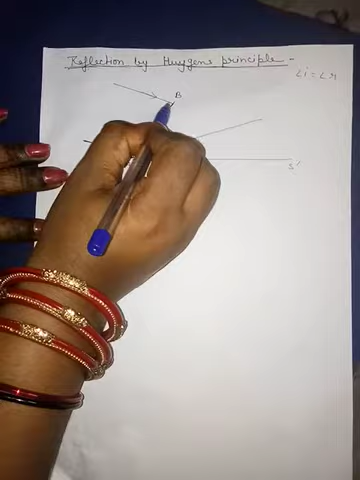 Reflection by Huygens principle -
∠i = ∠r
B
S'